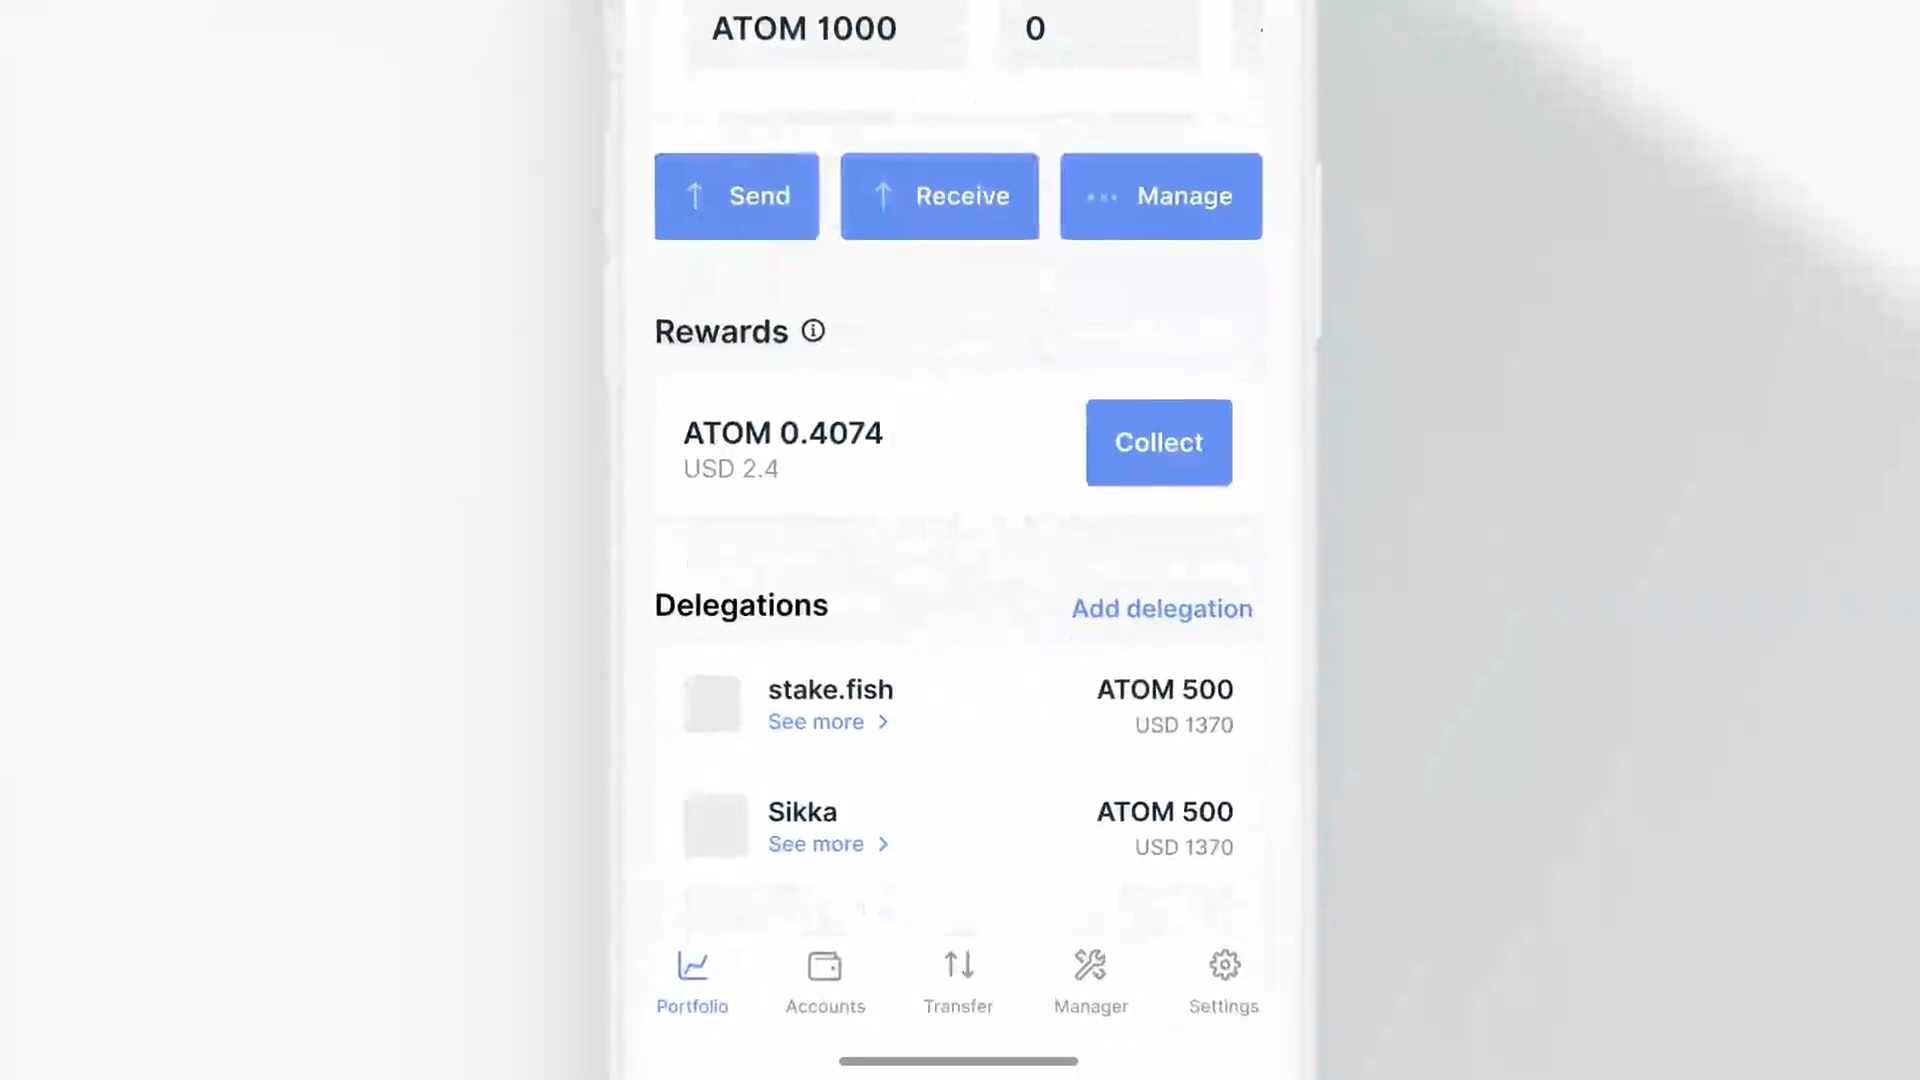 ATOM 1000 0
Send Receive Manage
Rewards
ATOM 0.4074
USD 2.4
Collect
Delegations Add delegation
stake.fish ATOM 500
See more USD 1370
Sikka ATOM 500
See more USD 1370
Portfolio Accounts Transfer Manager Settings